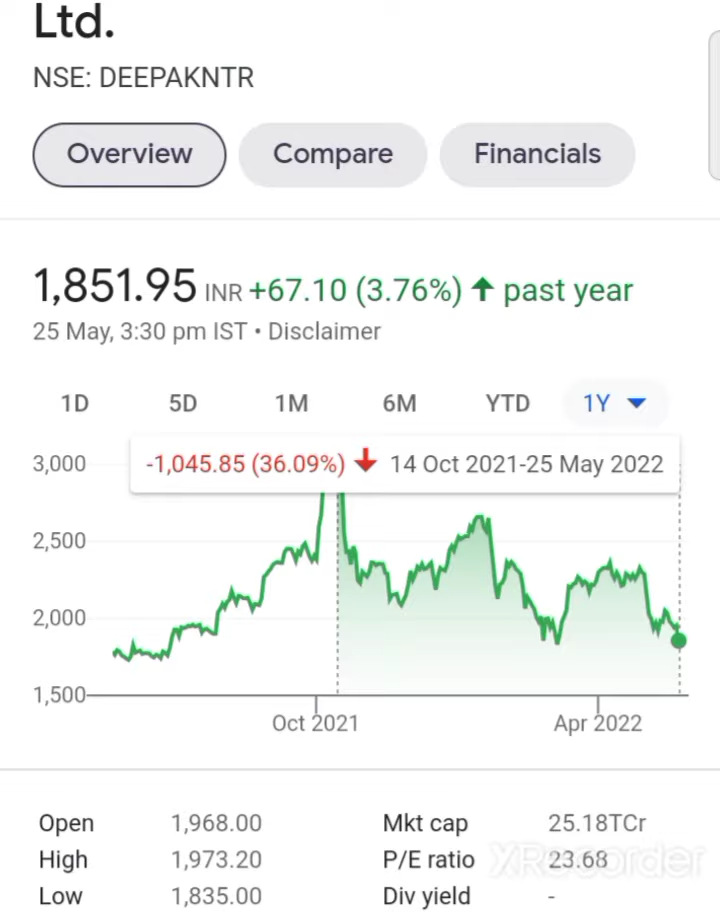 Ltd.
NSE: DEEPAKNTR
Overview Compare Financials
1,851.95 INR +67.10 (3.76%) ↑ past year
25 May, 3:30 pm IST • Disclaimer
1D 5D 1M 6M YTD 1Y
-1,045.85 (36.09%) ↓ 14 Oct 2021-25 May 2022
3,000
2,500
2,000
1,500
Oct 2021 Apr 2022
Open 1,968.00 Mkt cap 25.18TCr
High 1,973.20 P/E ratio 23.68
XRecorder
Low 1,835.00 Div yield -